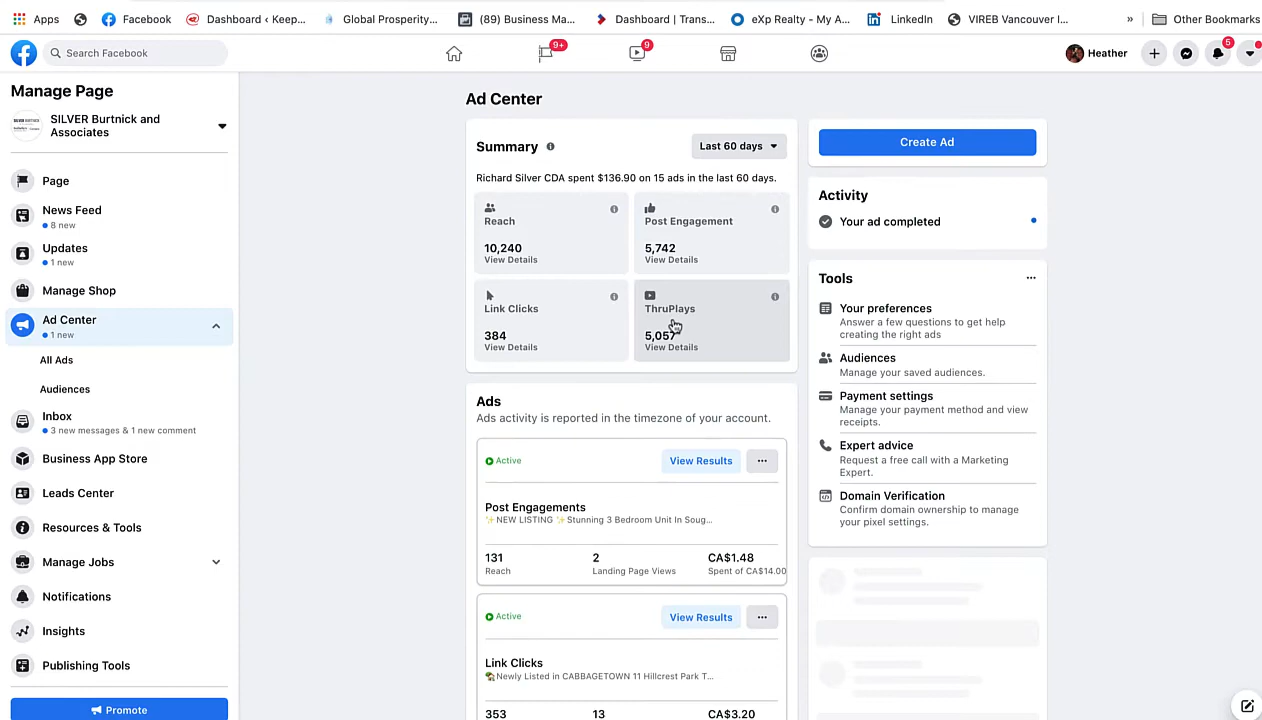 Apps
Facebook
Dashboard ‹ Keep...
Global Prosperity...
(89) Business Ma...
Dashboard | Trans...
eXp Realty - My A...
LinkedIn
VIREB Vancouver I...
»
Other Bookmarks
Search Facebook
9+
9
Heather
5
Manage Page
SILVER Burtnick and
Associates
Page
News Feed
8 new
Updates
1 new
Manage Shop
Ad Center
1 new
All Ads
Audiences
Inbox
3 new messages & 1 new comment
Business App Store
Leads Center
Resources & Tools
Manage Jobs
Notifications
Insights
Publishing Tools
Promote
Ad Center
Summary
Last 60 days
Richard Silver CDA spent $136.90 on 15 ads in the last 60 days.
Reach
10,240
View Details
Post Engagement
5,742
View Details
Link Clicks
384
View Details
ThruPlays
5,057
View Details
Ads
Ads activity is reported in the timezone of your account.
Active
View Results
...
Post Engagements
✨NEW LISTING ✨Stunning 3 Bedroom Unit In Soug...
131
Reach
2
Landing Page Views
CA$1.48
Spent of CA$14.00
Active
View Results
...
Link Clicks
🏡Newly Listed in CABBAGETOWN 11 Hillcrest Park T...
353
13
CA$3.20
Create Ad
Activity
Your ad completed
Tools
...
Your preferences
Answer a few questions to get help
creating the right ads
Audiences
Manage your saved audiences.
Payment settings
Manage your payment method and view
receipts.
Expert advice
Request a free call with a Marketing
Expert.
Domain Verification
Confirm domain ownership to manage
your pixel settings.